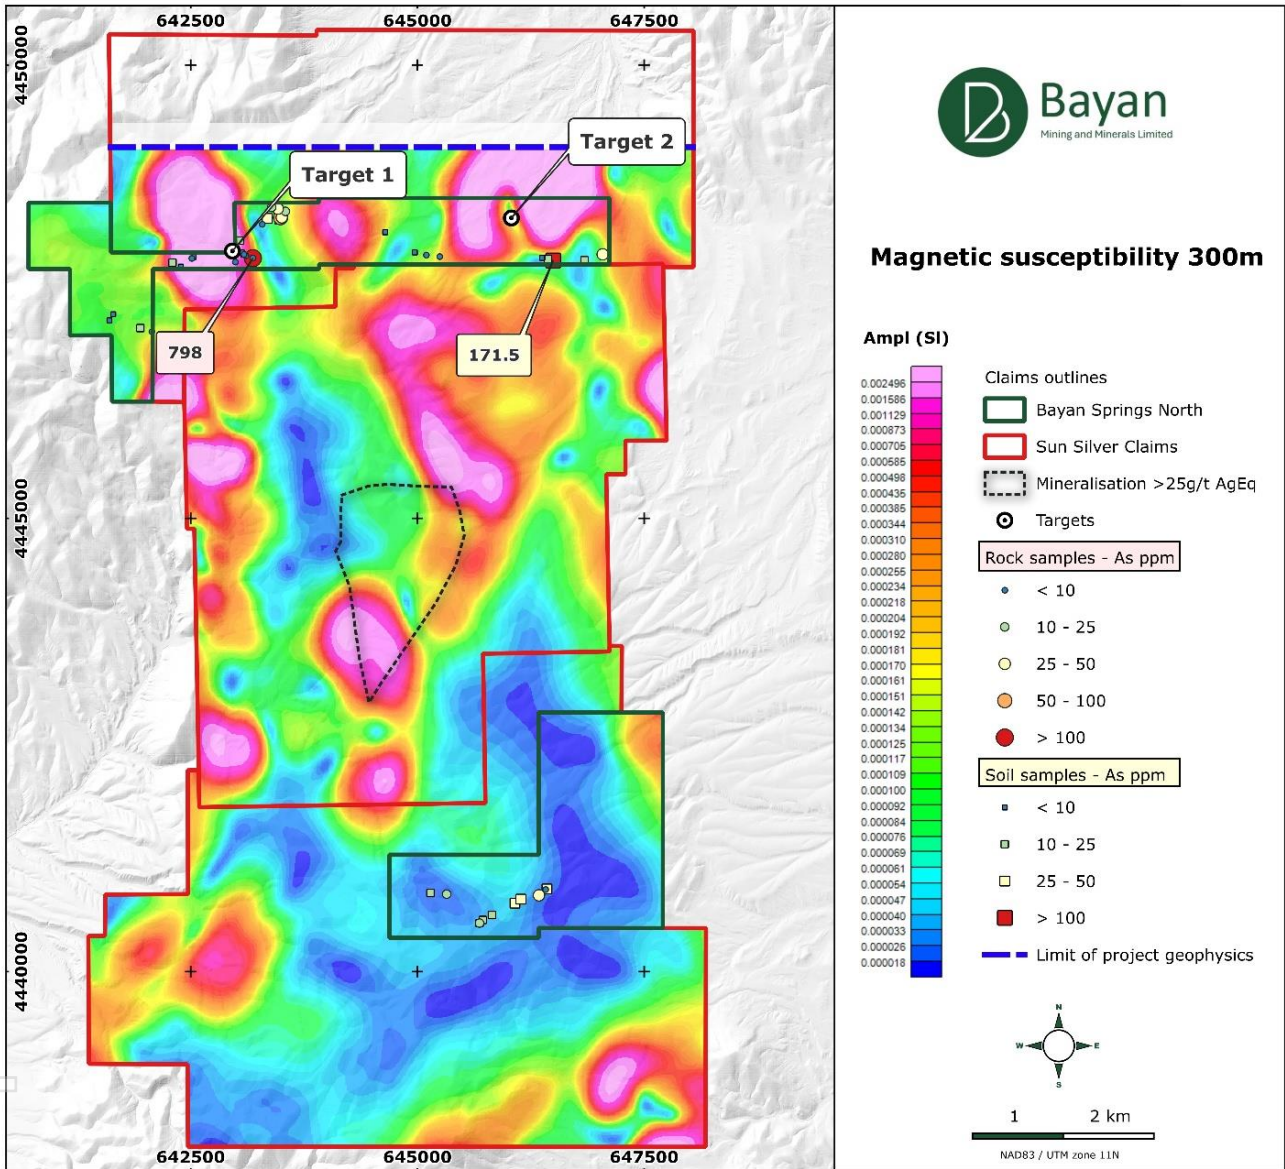 642500
645000
647500
4450000
4445000
4440000
Target 1
Target 2
798
171.5
642500
645000
647500
Bayan
Mining and Minerals Limited
Magnetic susceptibility 300m
Ampl (SI)
0.002496
0.001586
0.001129
0.000873
0.000705
0.000585
0.000498
0.000435
0.000385
0.000344
0.000310
0.000280
0.000255
0.000234
0.000218
0.000204
0.000192
0.000181
0.000170
0.000161
0.000151
0.000142
0.000134
0.000125
0.000117
0.000109
0.000100
0.000092
0.000084
0.000076
0.000069
0.000061
0.000054
0.000047
0.000040
0.000033
0.000026
0.000018
Claims outlines
Bayan Springs North
Sun Silver Claims
Mineralisation >25g/t AgEq
Targets
Rock samples - As ppm
< 10
10 - 25
25 - 50
50 - 100
> 100
Soil samples - As ppm
< 10
10 - 25
25 - 50
> 100
Limit of project geophysics
N
W E
S
1 2 km
NAD83 / UTM zone 11N